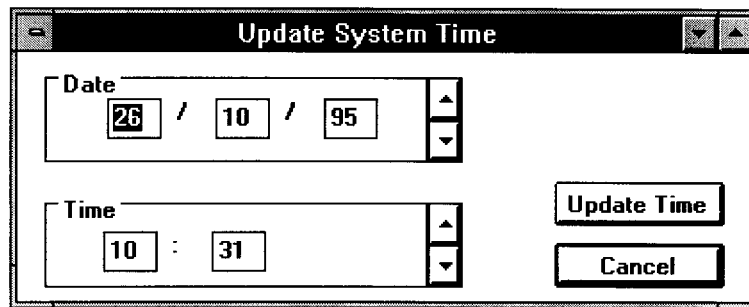 Update System Time
Date
26 / 10 / 95
Time
10 : 31
Update Time
Cancel